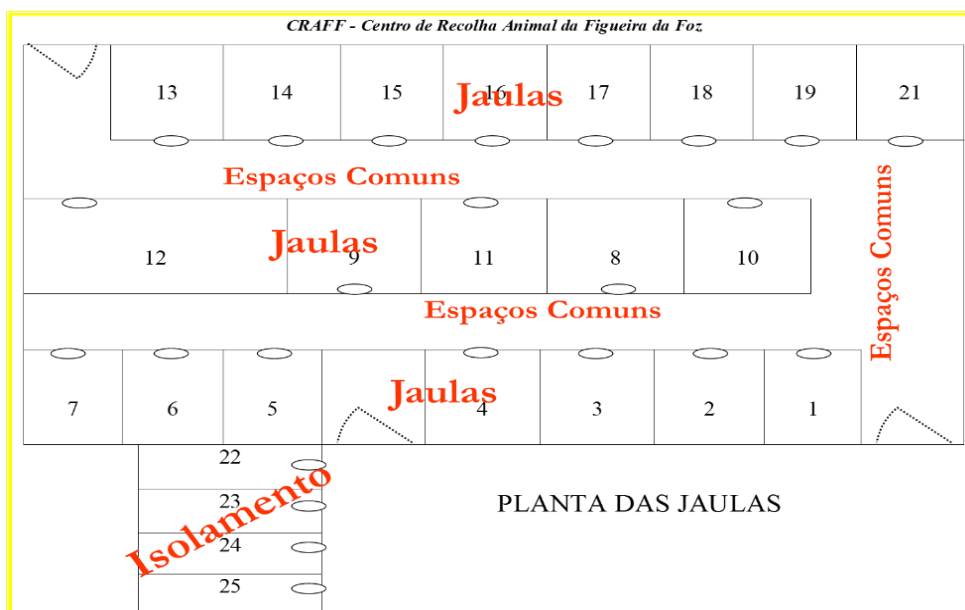 CRAFF - Centro de Recolha Animal da Figueira da Foz
13 14 15 16 17 18 19 21
Jaulas
Espaços Comuns
Espaços Comuns
12 9 11 8 10
Jaulas
Espaços Comuns
7 6 5 4 3 2 1
Jaulas
22
23
24
25
Isolamento
PLANTA DAS JAULAS